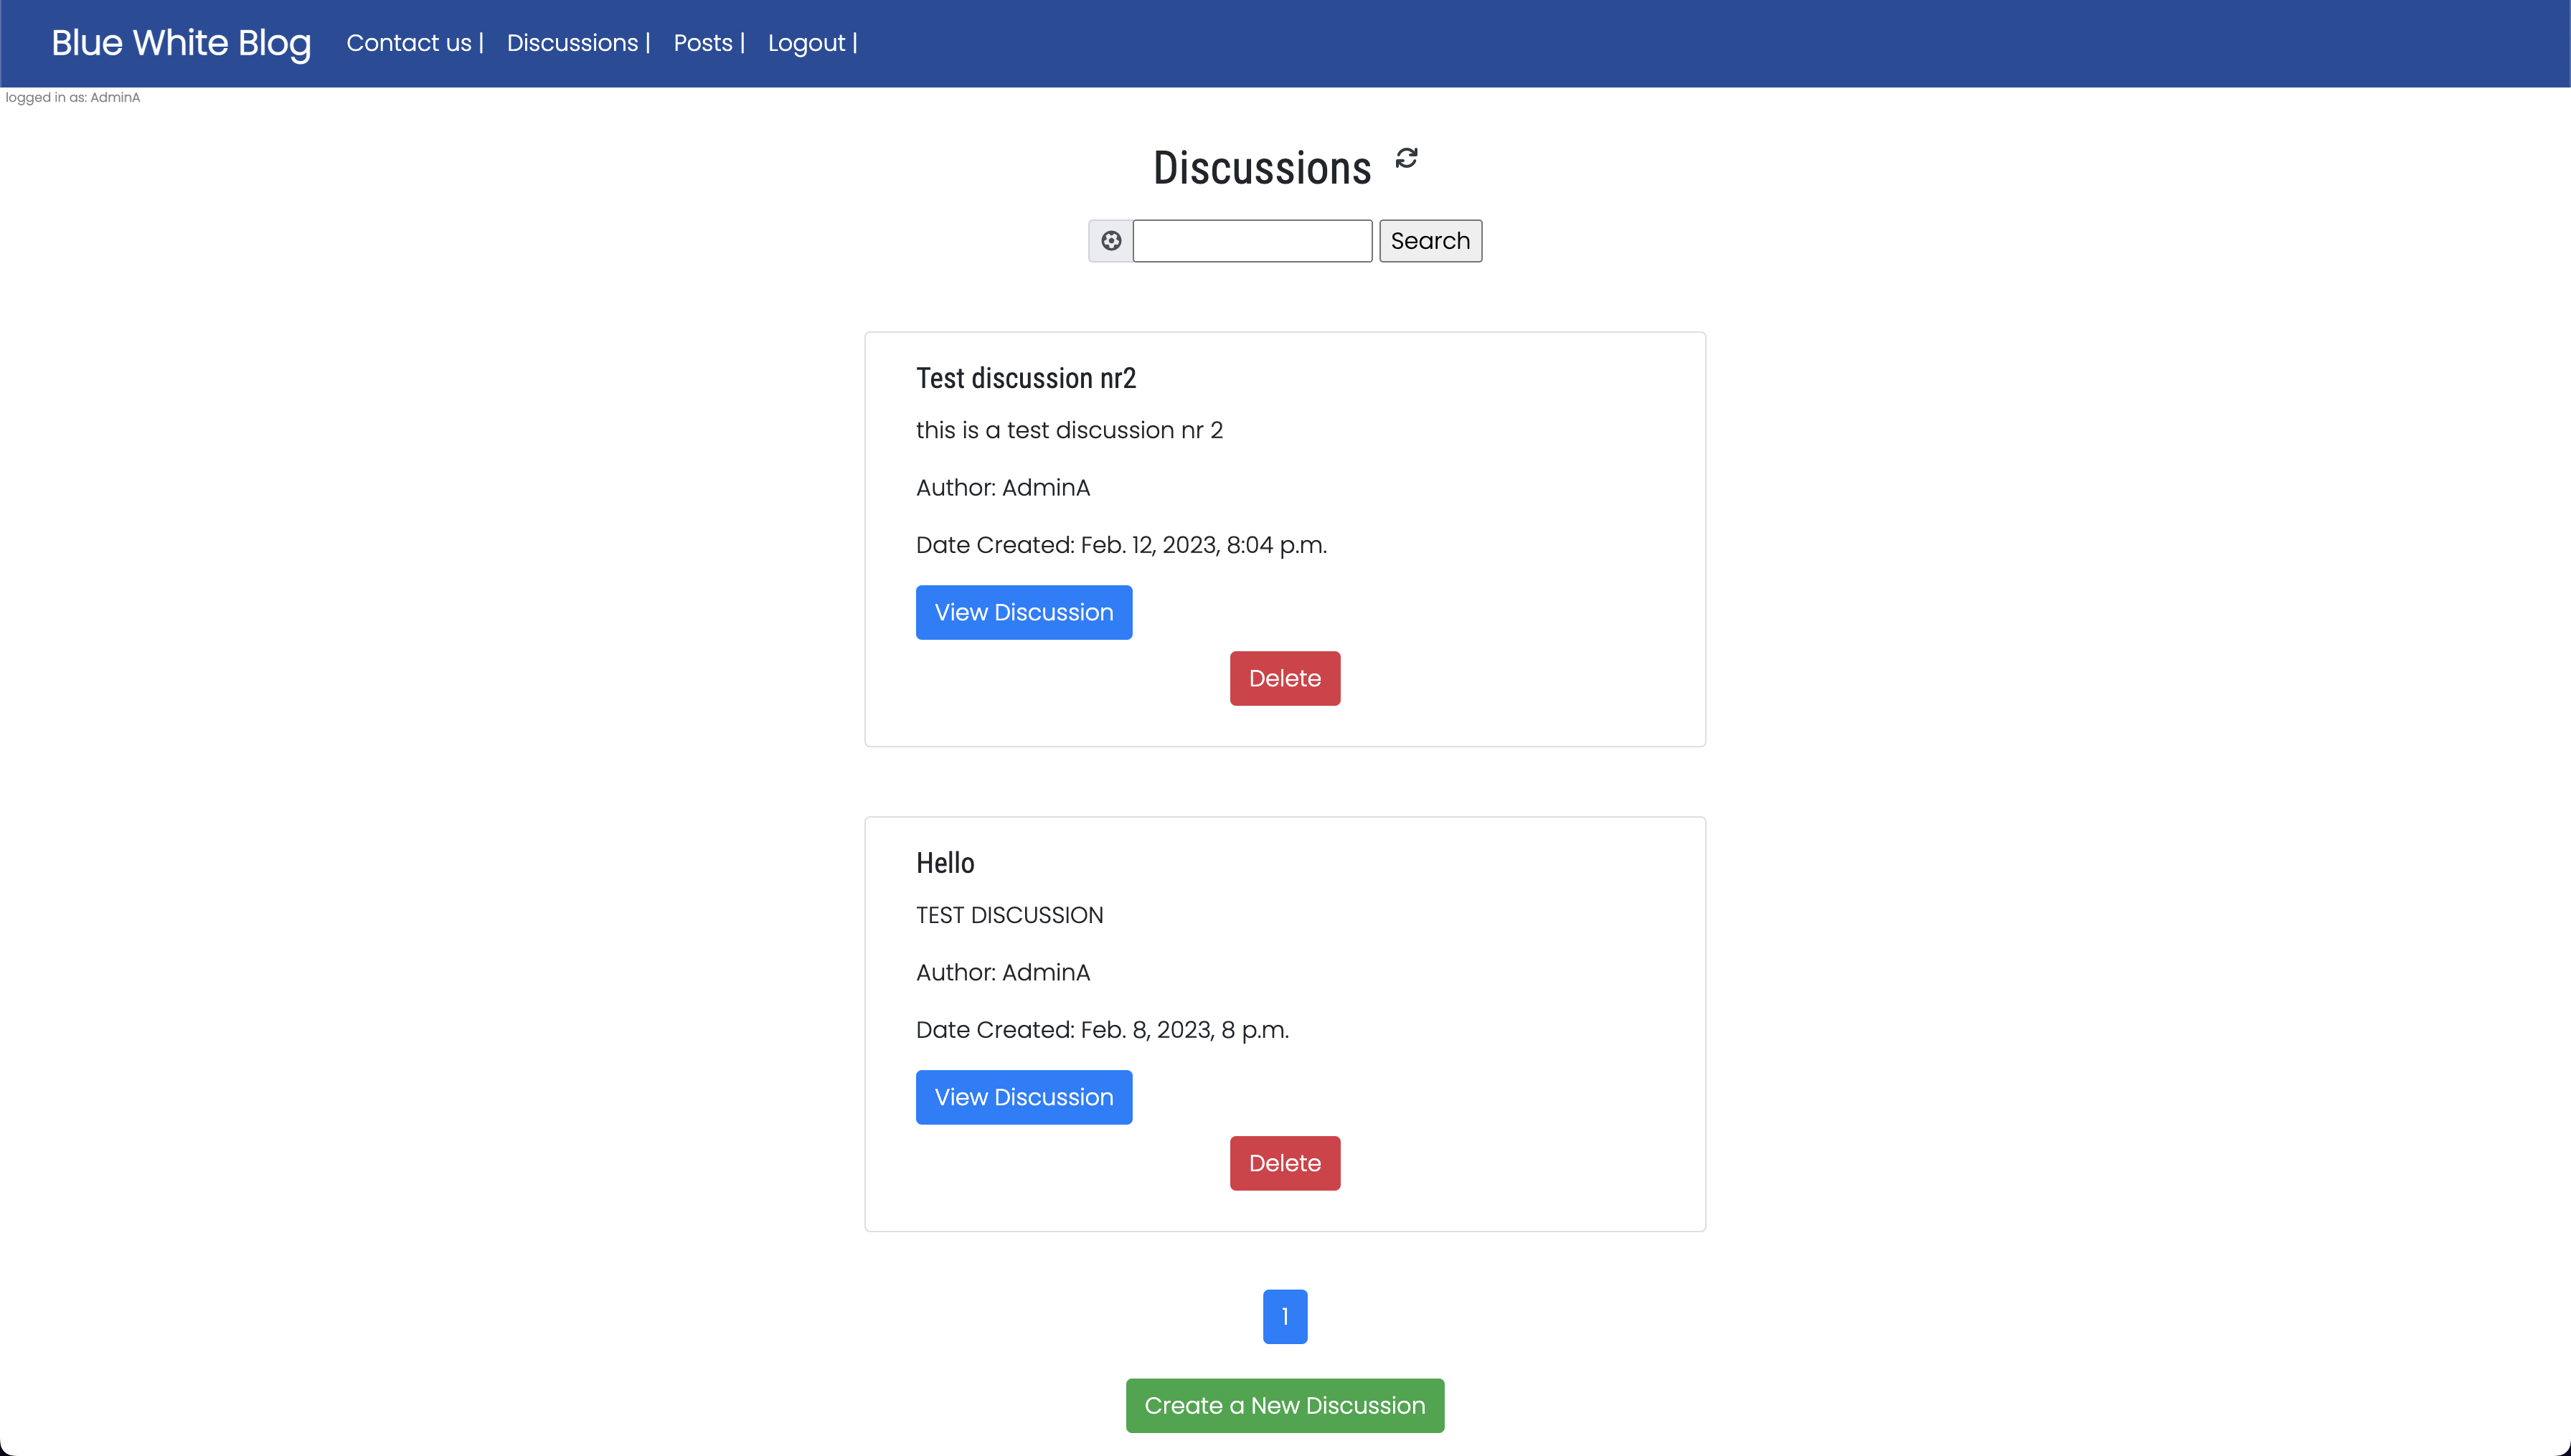 Blue White Blog Contact us | Discussions | Posts | Logout |
logged in as: AdminA
Discussions
Search
Test discussion nr2
this is a test discussion nr 2
Author: AdminA
Date Created: Feb. 12, 2023, 8:04 p.m.
View Discussion
Delete
Hello
TEST DISCUSSION
Author: AdminA
Date Created: Feb. 8, 2023, 8 p.m.
View Discussion
Delete
1
Create a New Discussion